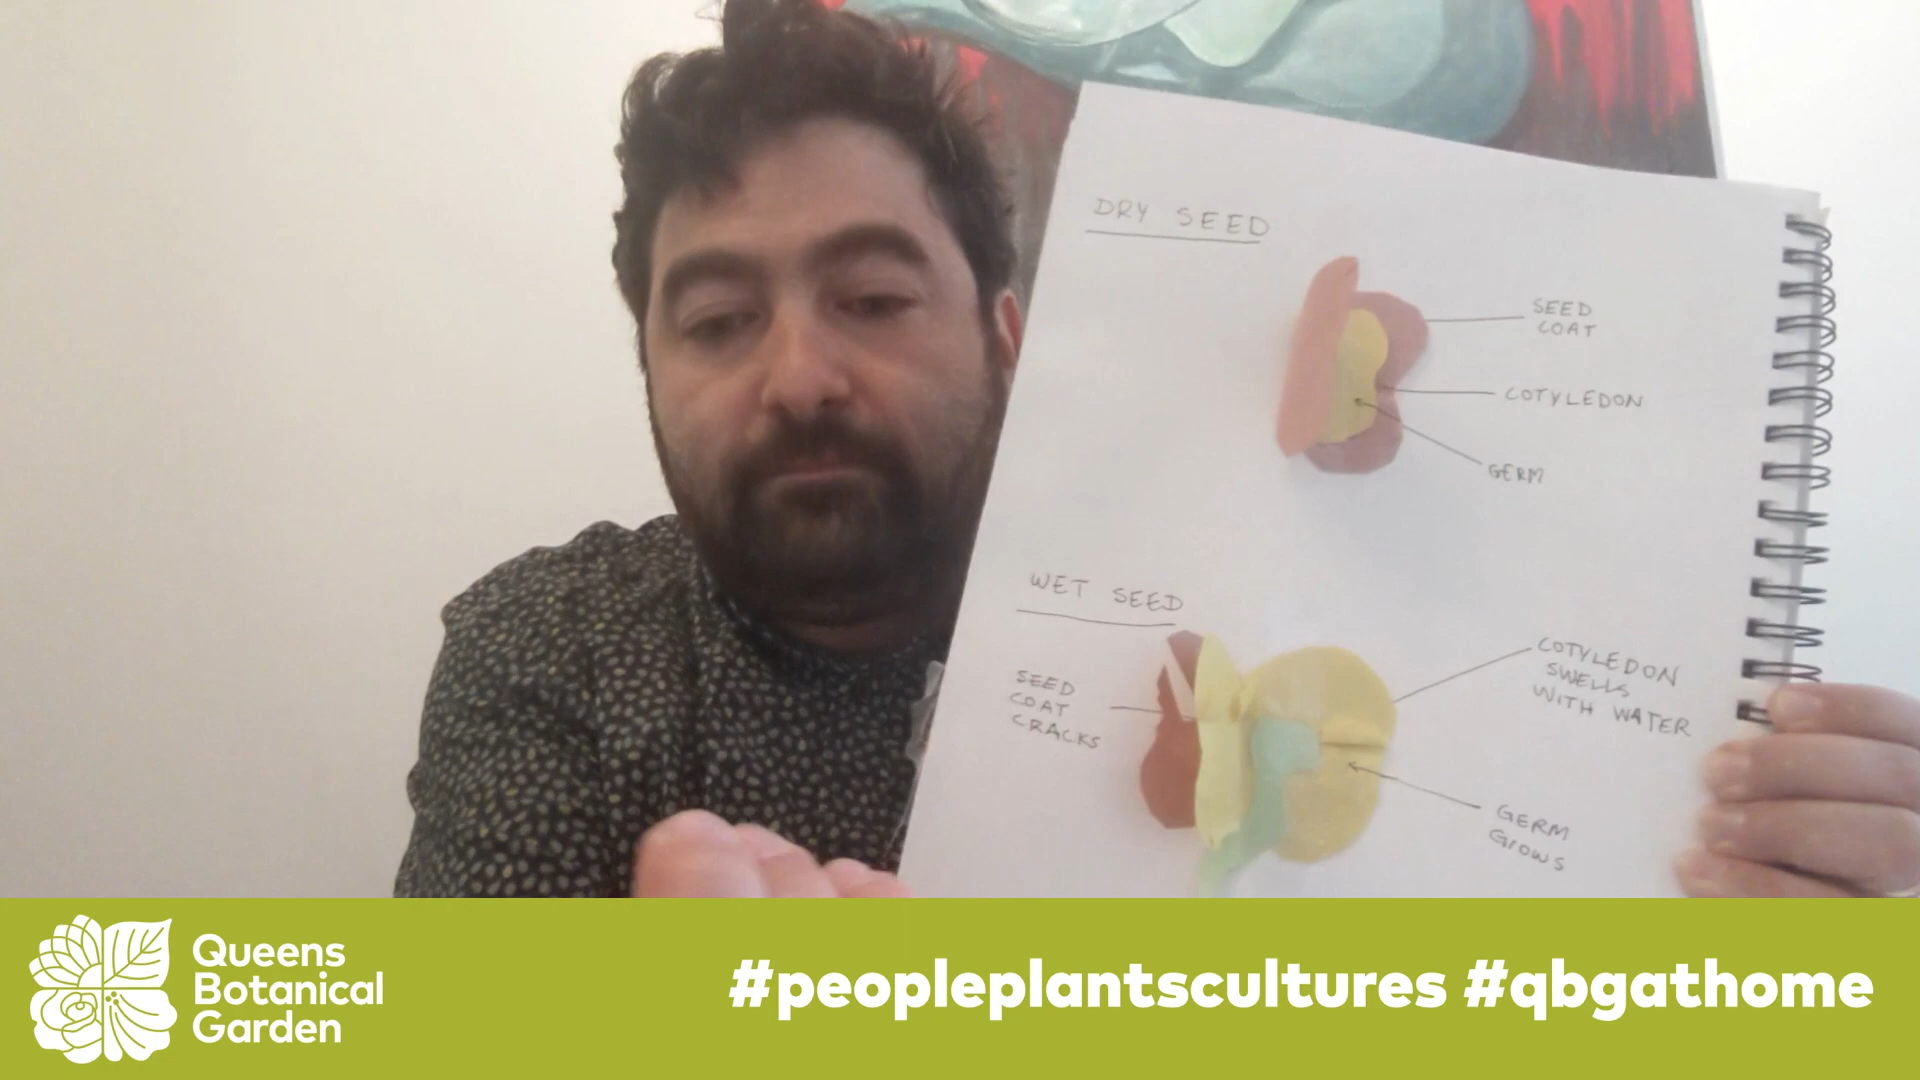 DRY SEED
SEED
COAT
COTYLEDON
GERM
WET SEED
SEED
COAT
CRACKS
COTYLEDON
SWELLS
WITH WATER
GERM
GROWS
Queens
Botanical
Garden
#peopleplantscultures #qbgathome